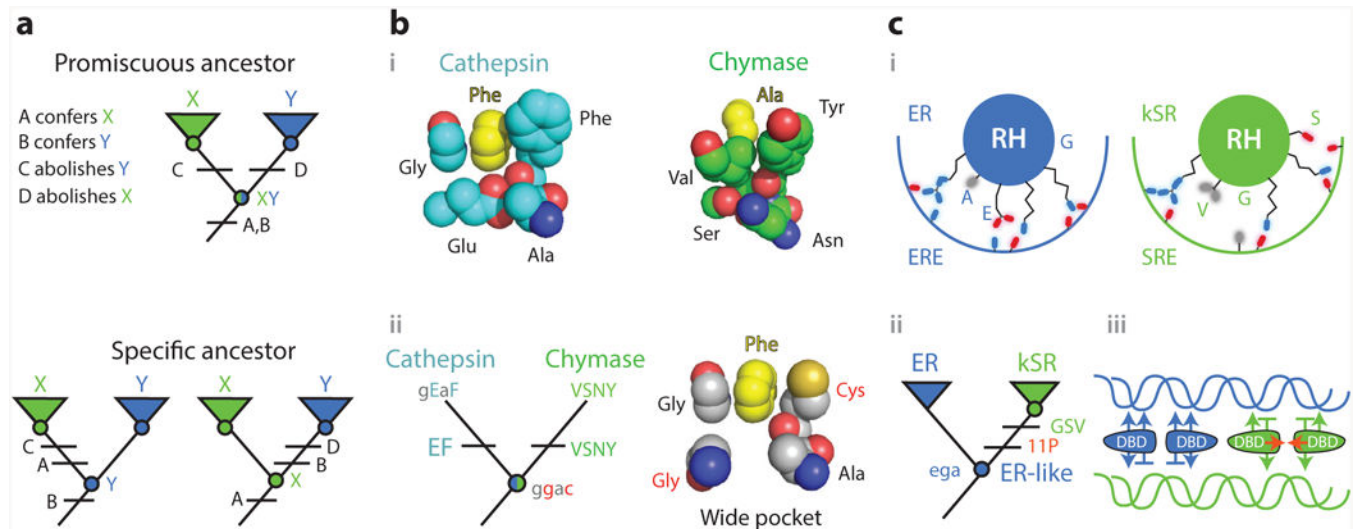 a
Promiscuous ancestor
A confers X
B confers Y
C abolishes Y
D abolishes X
X
Y
C
D
XY
A,B
Specific ancestor
X
Y
C
A
Y
B
X
Y
D
B
X
A
b
i
Cathepsin
Phe
Phe
Gly
Glu
Ala
Chymase
Ala
Tyr
Val
Ser
Asn
ii
Cathepsin
Chymase
gEaF
VSNY
EF
VSNY
ggac
Phe
Gly
Cys
Gly
Ala
Wide pocket
c
i
ER
RH
G
A
E
ERE
kSR
RH
S
V
G
SRE
ii
ER
kSR
GSV
11P
ega
ER-like
iii
DBD
DBD
DBD
DBD